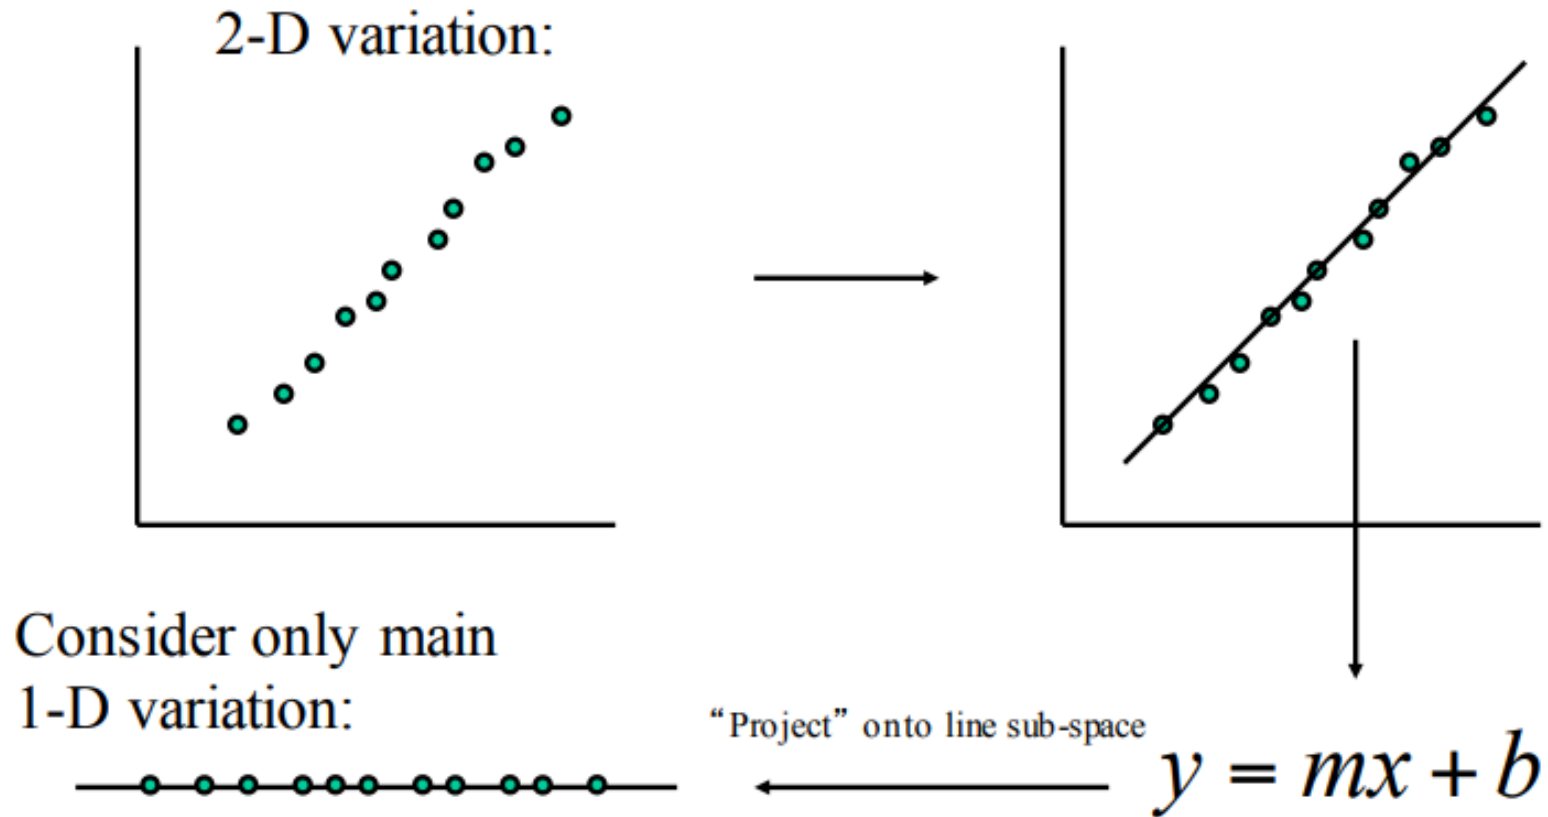 2-D variation:
Consider only main
1-D variation:
“Project” onto line sub-space
y = mx + b